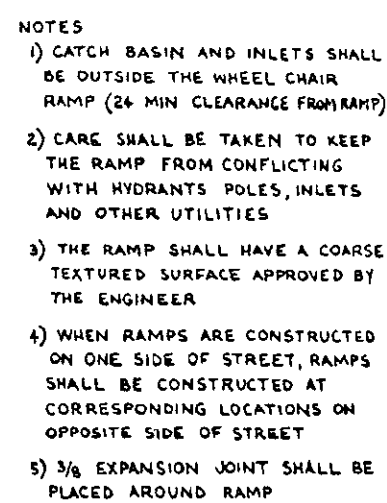 NOTES
1) CATCH BASIN AND INLETS SHALL
BE OUTSIDE THE WHEEL CHAIR
RAMP (24 MIN CLEARANCE FROM RAMP)
2) CARE SHALL BE TAKEN TO KEEP
THE RAMP FROM CONFLICTING
WITH HYDRANTS POLES, INLETS
AND OTHER UTILITIES
3) THE RAMP SHALL HAVE A COARSE
TEXTURED SURFACE APPROVED BY
THE ENGINEER
4) WHEN RAMPS ARE CONSTRUCTED
ON ONE SIDE OF STREET, RAMPS
SHALL BE CONSTRUCTED AT
CORRESPONDING LOCATIONS ON
OPPOSITE SIDE OF STREET
5) 3/8 EXPANSION JOINT SHALL BE
PLACED AROUND RAMP